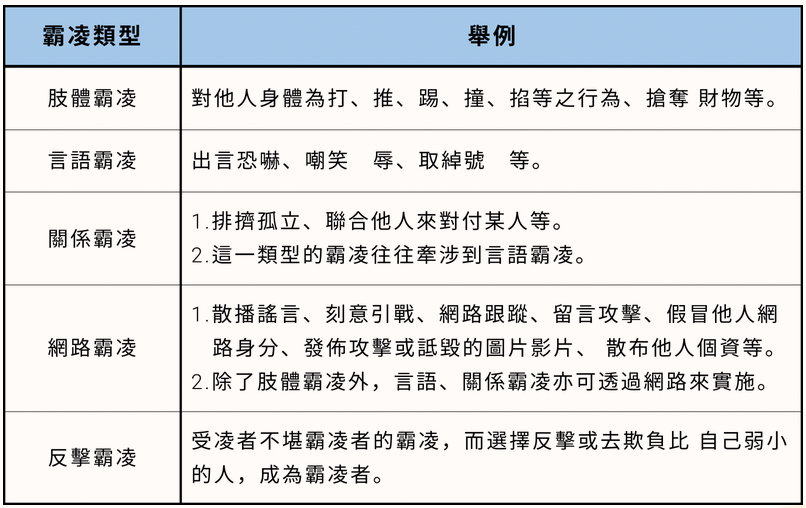 霸凌類型 舉例
肢體霸凌 對他人身體為打、推、踢、撞、掐等之行為、搶奪 財物等。
言語霸凌 出言恐嚇、嘲笑 辱、取綽號 等。
關係霸凌
1.排擠孤立、聯合他人來對付某人等。
2.這一類型的霸凌往往牽涉到言語霸凌。
網路霸凌
1.散播謠言、刻意引戰、網路跟蹤、留言攻擊、假冒他人網
路身分、發佈攻擊或詆毀的圖片影片、 散布他人個資等。
2.除了肢體霸凌外，言語、關係霸凌亦可透過網路來實施。
反擊霸凌
受凌者不堪霸凌者的霸凌，而選擇反擊或去欺負比 自己弱小
的人，成為霸凌者。